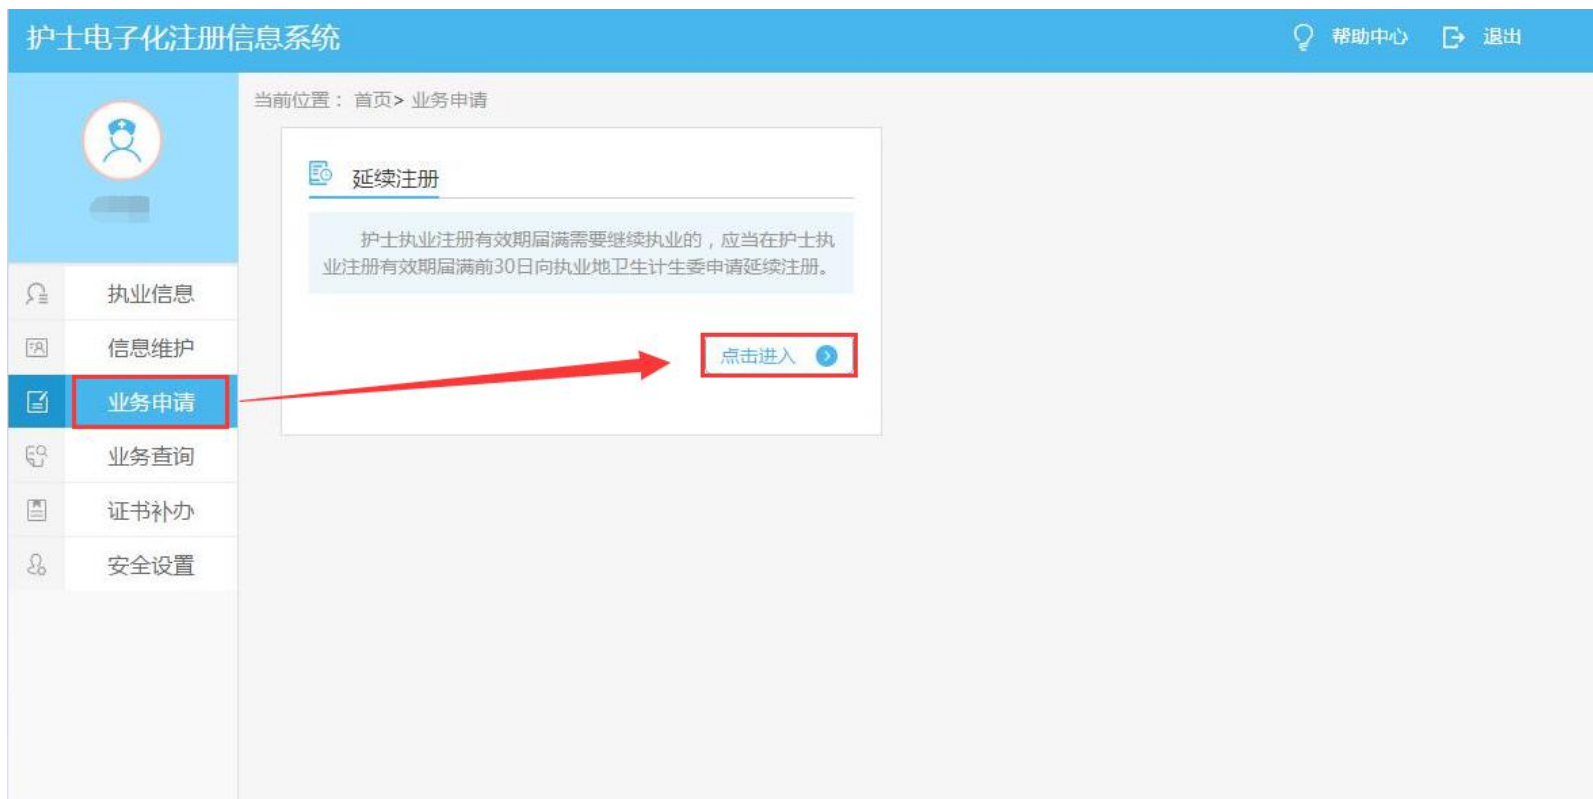 护士电子化注册信息系统
帮助中心
退出
当前位置：首页> 业务申请
延续注册
护士执业注册有效期届满需要继续执业的，应当在护士执
业注册有效期届满前30日向执业地卫生计生委申请延续注册。
点击进入
执业信息
信息维护
业务申请
业务查询
证书补办
安全设置